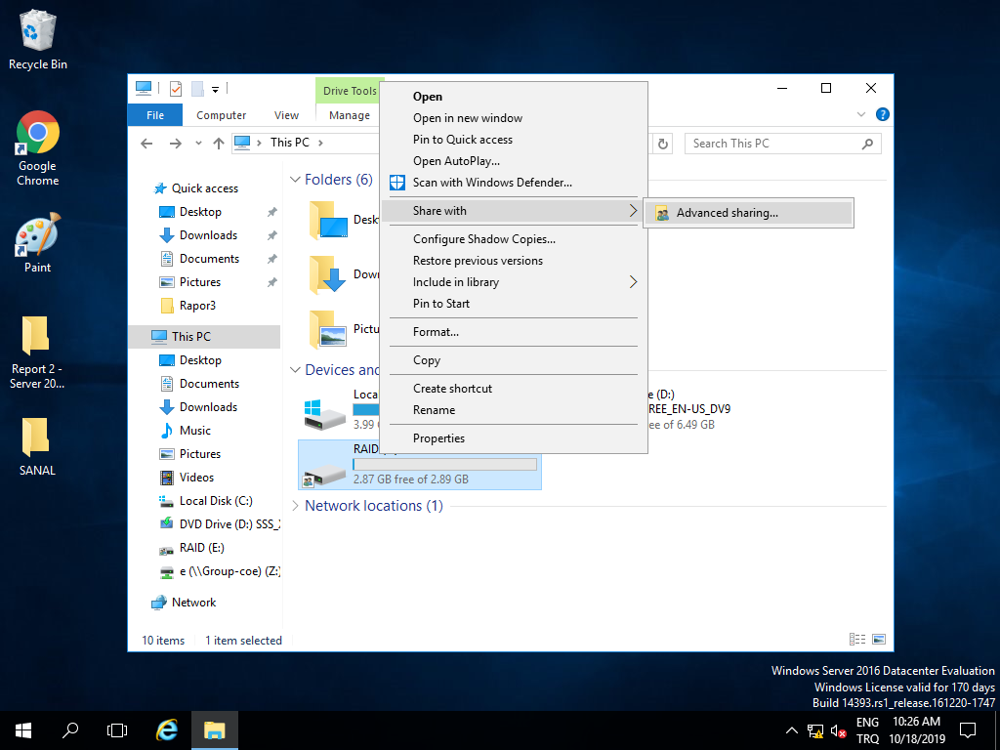 Recycle Bin
Google
Chrome
Paint
Report 2 -
Server 20...
SANAL
Drive Tools
File
Computer
View
Manage
This PC
Search This PC
Quick access
Desktop
Downloads
Documents
Pictures
Rapor3
This PC
Desktop
Documents
Downloads
Music
Pictures
Videos
Local Disk (C:)
DVD Drive (D:) SSS_
RAID (E:)
e (\\Group-coe) (Z:)
Network
Folders (6)
Devices and
3.99
e (D:)
REE_EN-US_DV9
ee of 6.49 GB
RAID
2.87 GB free of 2.89 GB
Network locations (1)
Open
Open in new window
Pin to Quick access
Open AutoPlay...
Scan with Windows Defender...
Share with
Configure Shadow Copies...
Restore previous versions
Include in library
Pin to Start
Format...
Copy
Create shortcut
Rename
Properties
Advanced sharing...
10 items
1 item selected
Windows Server 2016 Datacenter Evaluation
Windows License valid for 170 days
Build 14393.rs1_release.161220-1747
ENG
TRQ
10:26 AM
10/18/2019